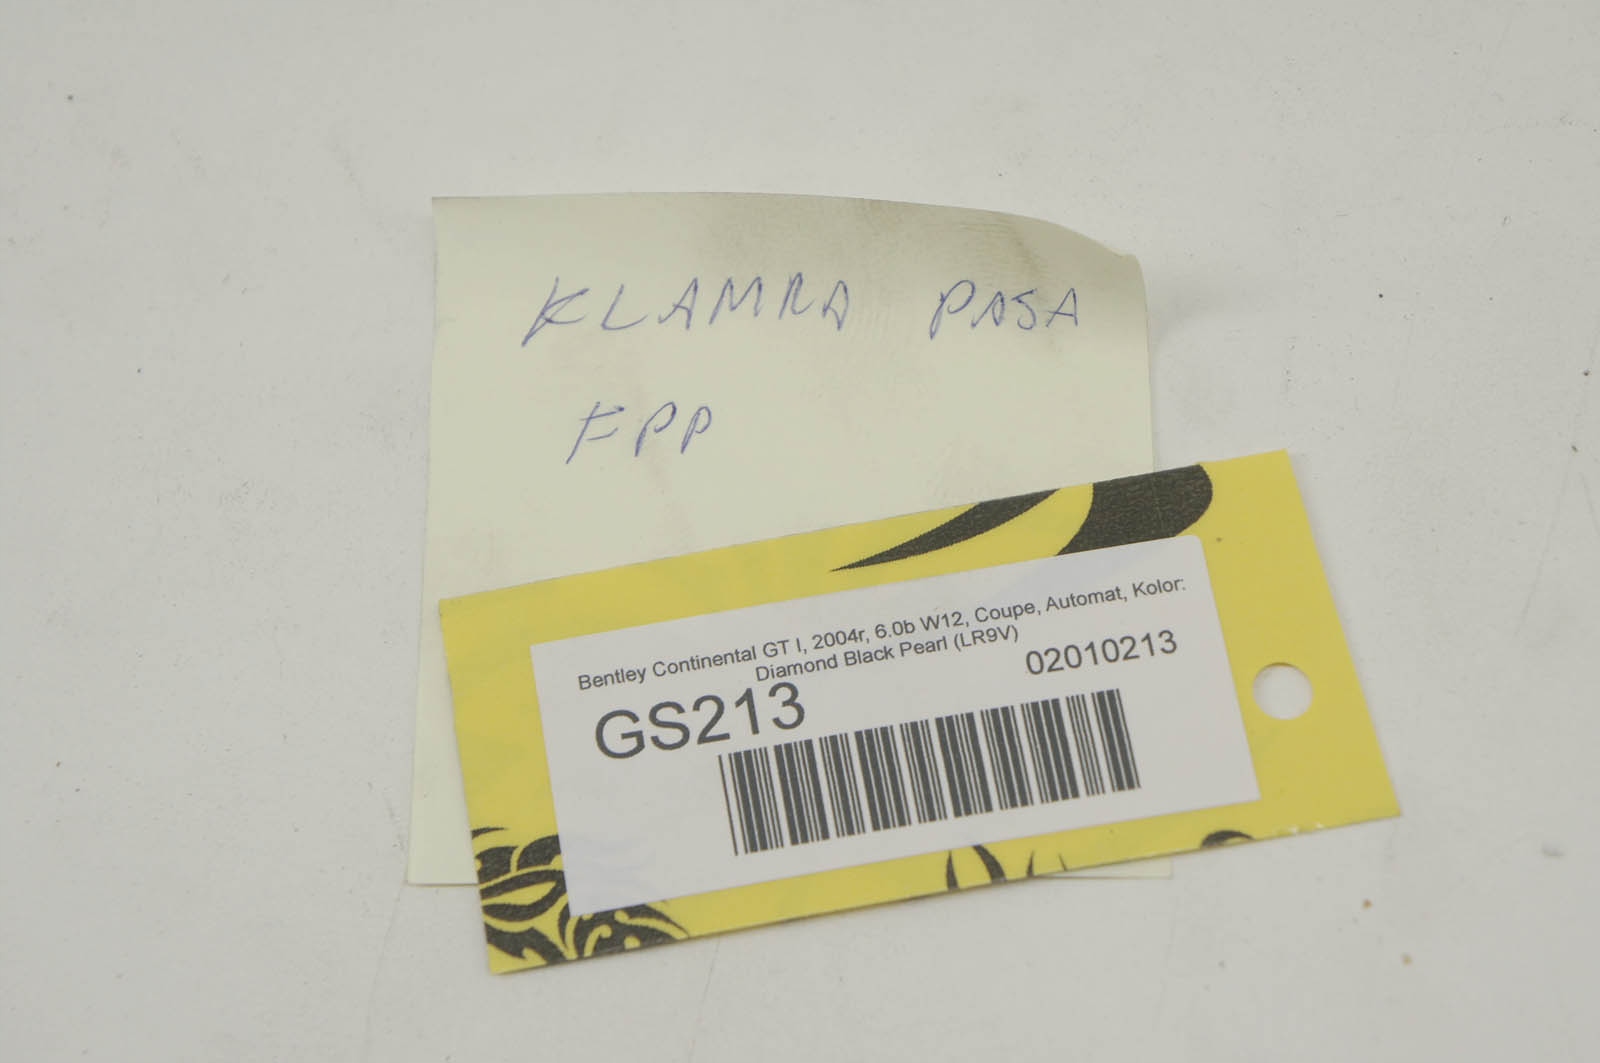 KLAMRA PASA
FPP
Bentley Continental GT I, 2004r, 6.0b W12, Coupe, Automat, Kolor:
Diamond Black Pearl (LR9V)
GS213
02010213